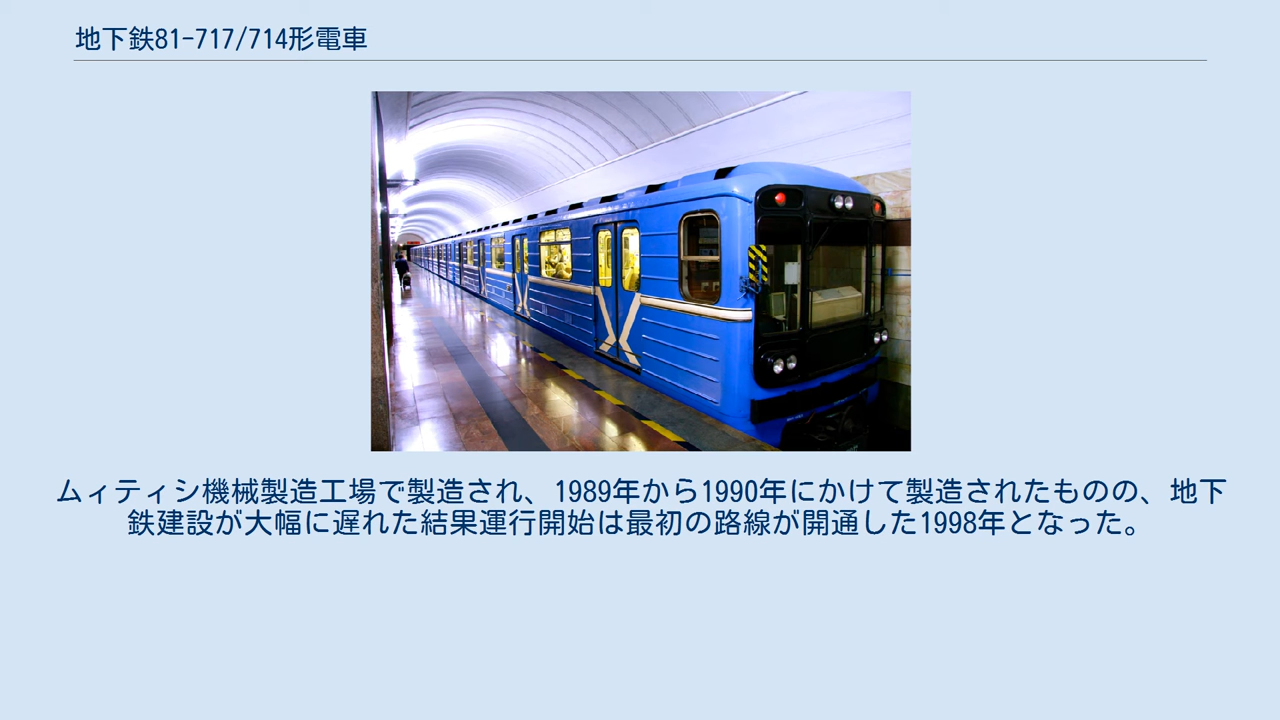 地下鉄81-717/714形電車
ムィティシ機械製造工場で製造され、1989年から1990年にかけて製造されたものの、地下
鉄建設が大幅に遅れた結果運行開始は最初の路線が開通した1998年となった。